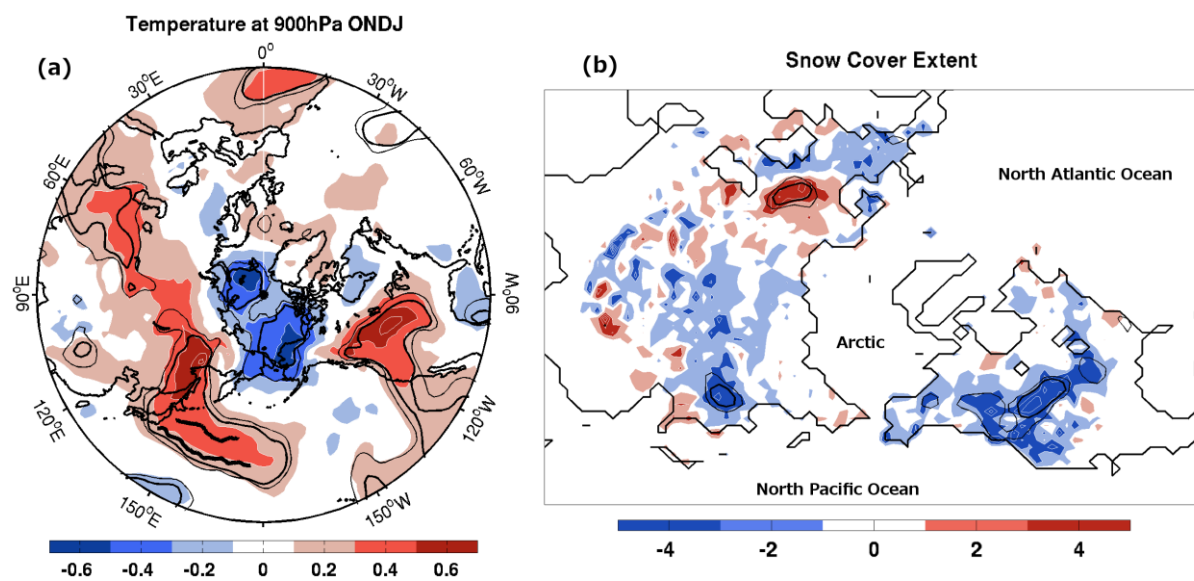 Temperature at 900hPa ONDJ
(a)
0°
30°E
30°W
60°E
60°W
90°E
90°W
120°E
120°W
150°E
150°W
-0.6 -0.4 -0.2 0 0.2 0.4 0.6
(b)
Snow Cover Extent
North Atlantic Ocean
Arctic
North Pacific Ocean
-4 -2 0 2 4